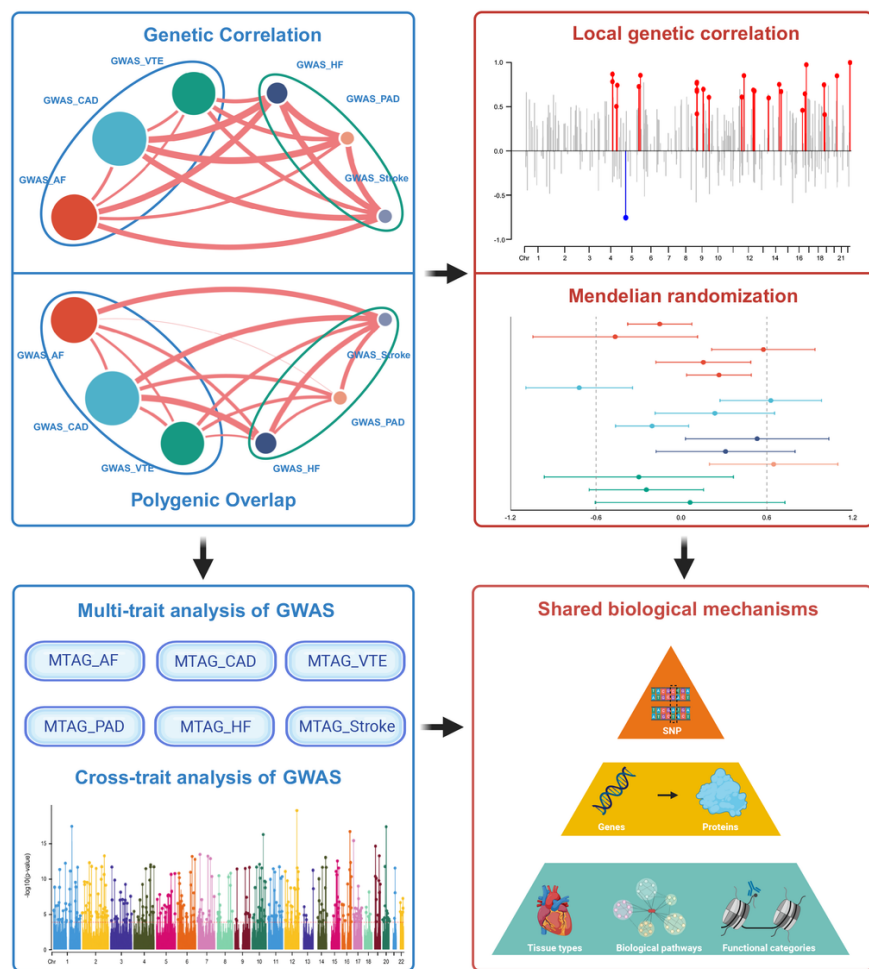 Genetic Correlation
GWAS_VTE
GWAS_HF
GWAS_CAD
GWAS_PAD
GWAS_AF
GWAS_Stroke
GWAS_AF
GWAS_Stroke
GWAS_CAD
GWAS_PAD
GWAS_VTE
GWAS_HF
Polygenic Overlap
Local genetic correlation
1.0
0.5
0.0
-0.5
-1.0
Chr 1 2 3 4 5 6 7 8 9 10 12 14 16 18 21
Mendelian randomization
-1.2 -0.6 0.0 0.6 1.2
Multi-trait analysis of GWAS
MTAG_AF MTAG_CAD MTAG_VTE
MTAG_PAD MTAG_HF MTAG_Stroke
Cross-trait analysis of GWAS
-log10(p-value)
15
10
5
0
Chr 1 2 3 4 5 6 7 8 9 10 11 12 13 14 15 16 17 18 20 22
Shared biological mechanisms
SNP
Genes Proteins
Tissue types Biological pathways Functional categories